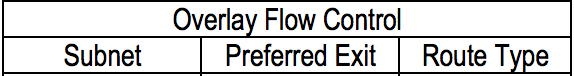 Overlay Flow Control
Subnet Preferred Exit Route Type